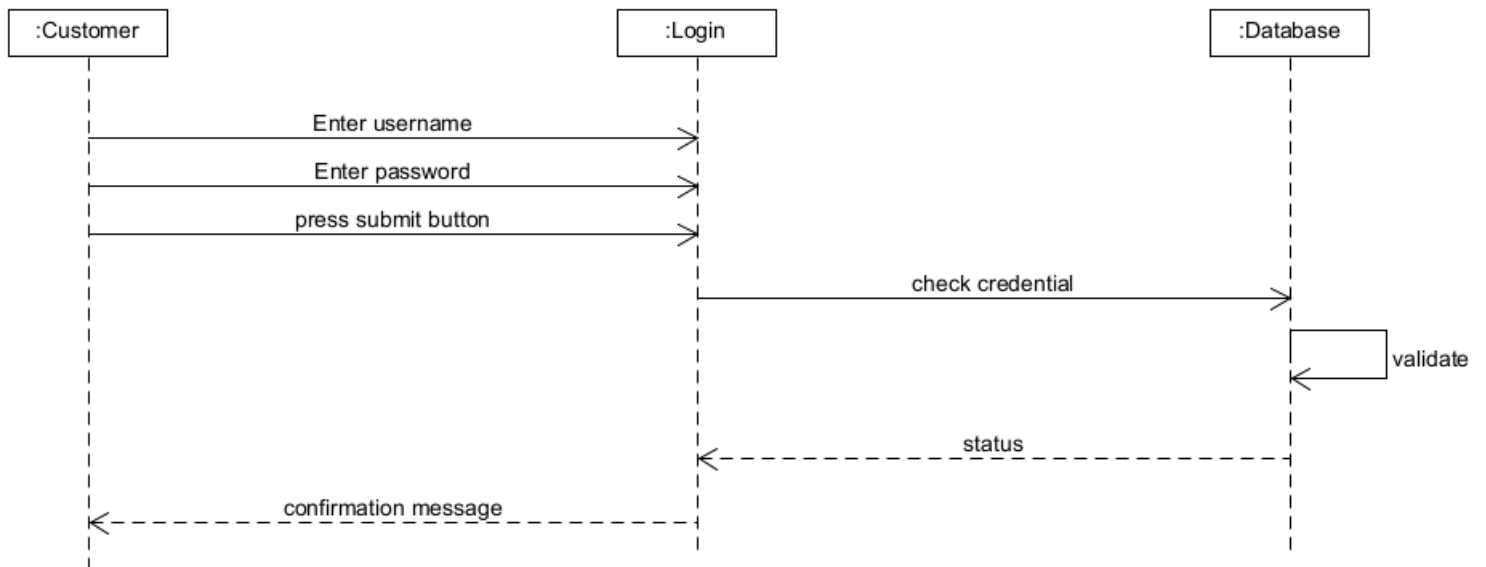 :Customer
:Login
:Database
Enter username
Enter password
press submit button
check credential
validate
status
confirmation message